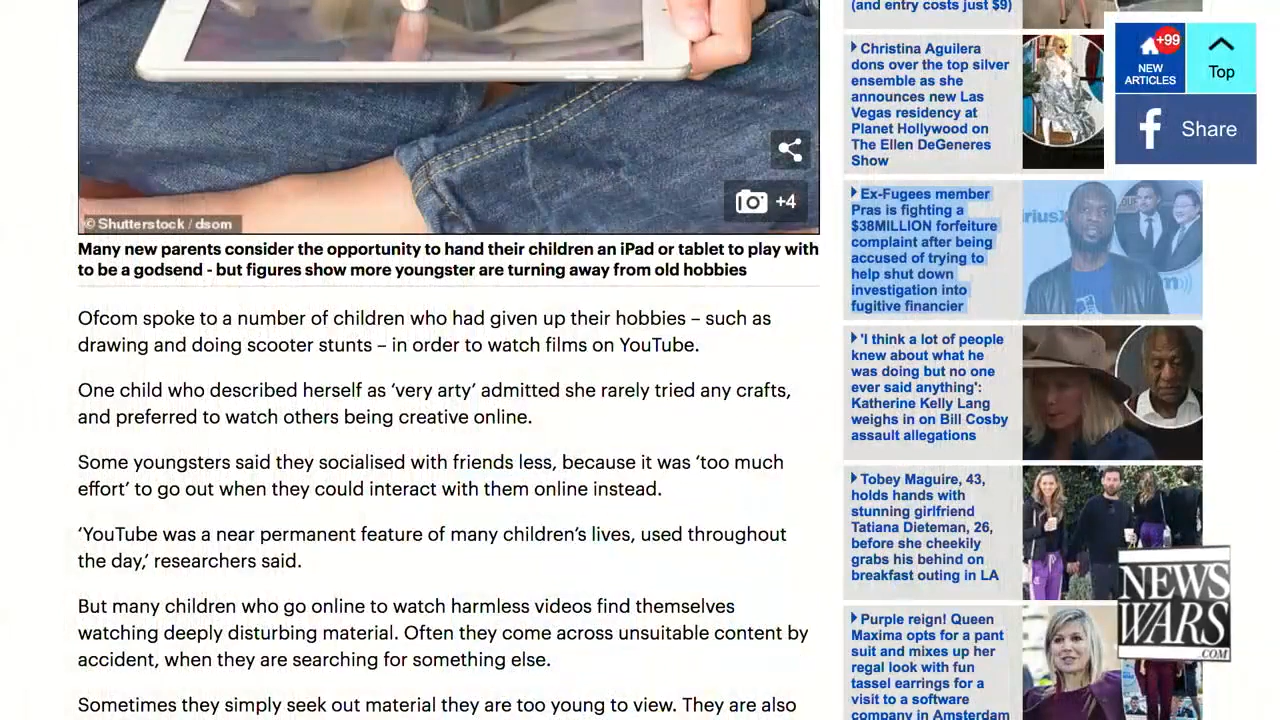 (and entry costs just $9)
Christina Aguilera
dons over the top silver
ensemble as she
announces new Las
Vegas residency at
Planet Hollywood on
The Ellen DeGeneres
Show
+99
NEW
ARTICLES
Top
Share
+4
© Shutterstock / dsom
Many new parents consider the opportunity to hand their children an iPad or tablet to play with
to be a godsend - but figures show more youngster are turning away from old hobbies
Ofcom spoke to a number of children who had given up their hobbies – such as
drawing and doing scooter stunts – in order to watch films on YouTube.
One child who described herself as ‘very arty’ admitted she rarely tried any crafts,
and preferred to watch others being creative online.
Some youngsters said they socialised with friends less, because it was ‘too much
effort’ to go out when they could interact with them online instead.
‘YouTube was a near permanent feature of many children’s lives, used throughout
the day,’ researchers said.
But many children who go online to watch harmless videos find themselves
watching deeply disturbing material. Often they come across unsuitable content by
accident, when they are searching for something else.
Sometimes they simply seek out material they are too young to view. They are also
Ex-Fugees member
Pras is fighting a
$38MILLION forfeiture
complaint after being
accused of trying to
help shut down
investigation into
fugitive financier
'I think a lot of people
knew about what he
was doing but no one
ever said anything':
Katherine Kelly Lang
weighs in on Bill Cosby
assault allegations
Tobey Maguire, 43,
holds hands with
stunning girlfriend
Tatiana Dieteman, 26,
before she cheekily
grabs his behind on
breakfast outing in LA
Purple reign! Queen
Maxima opts for a pant
suit and mixes up her
regal look with fun
tassel earrings for a
visit to a software
company in Amsterdam
NEWS
WARS
.COM